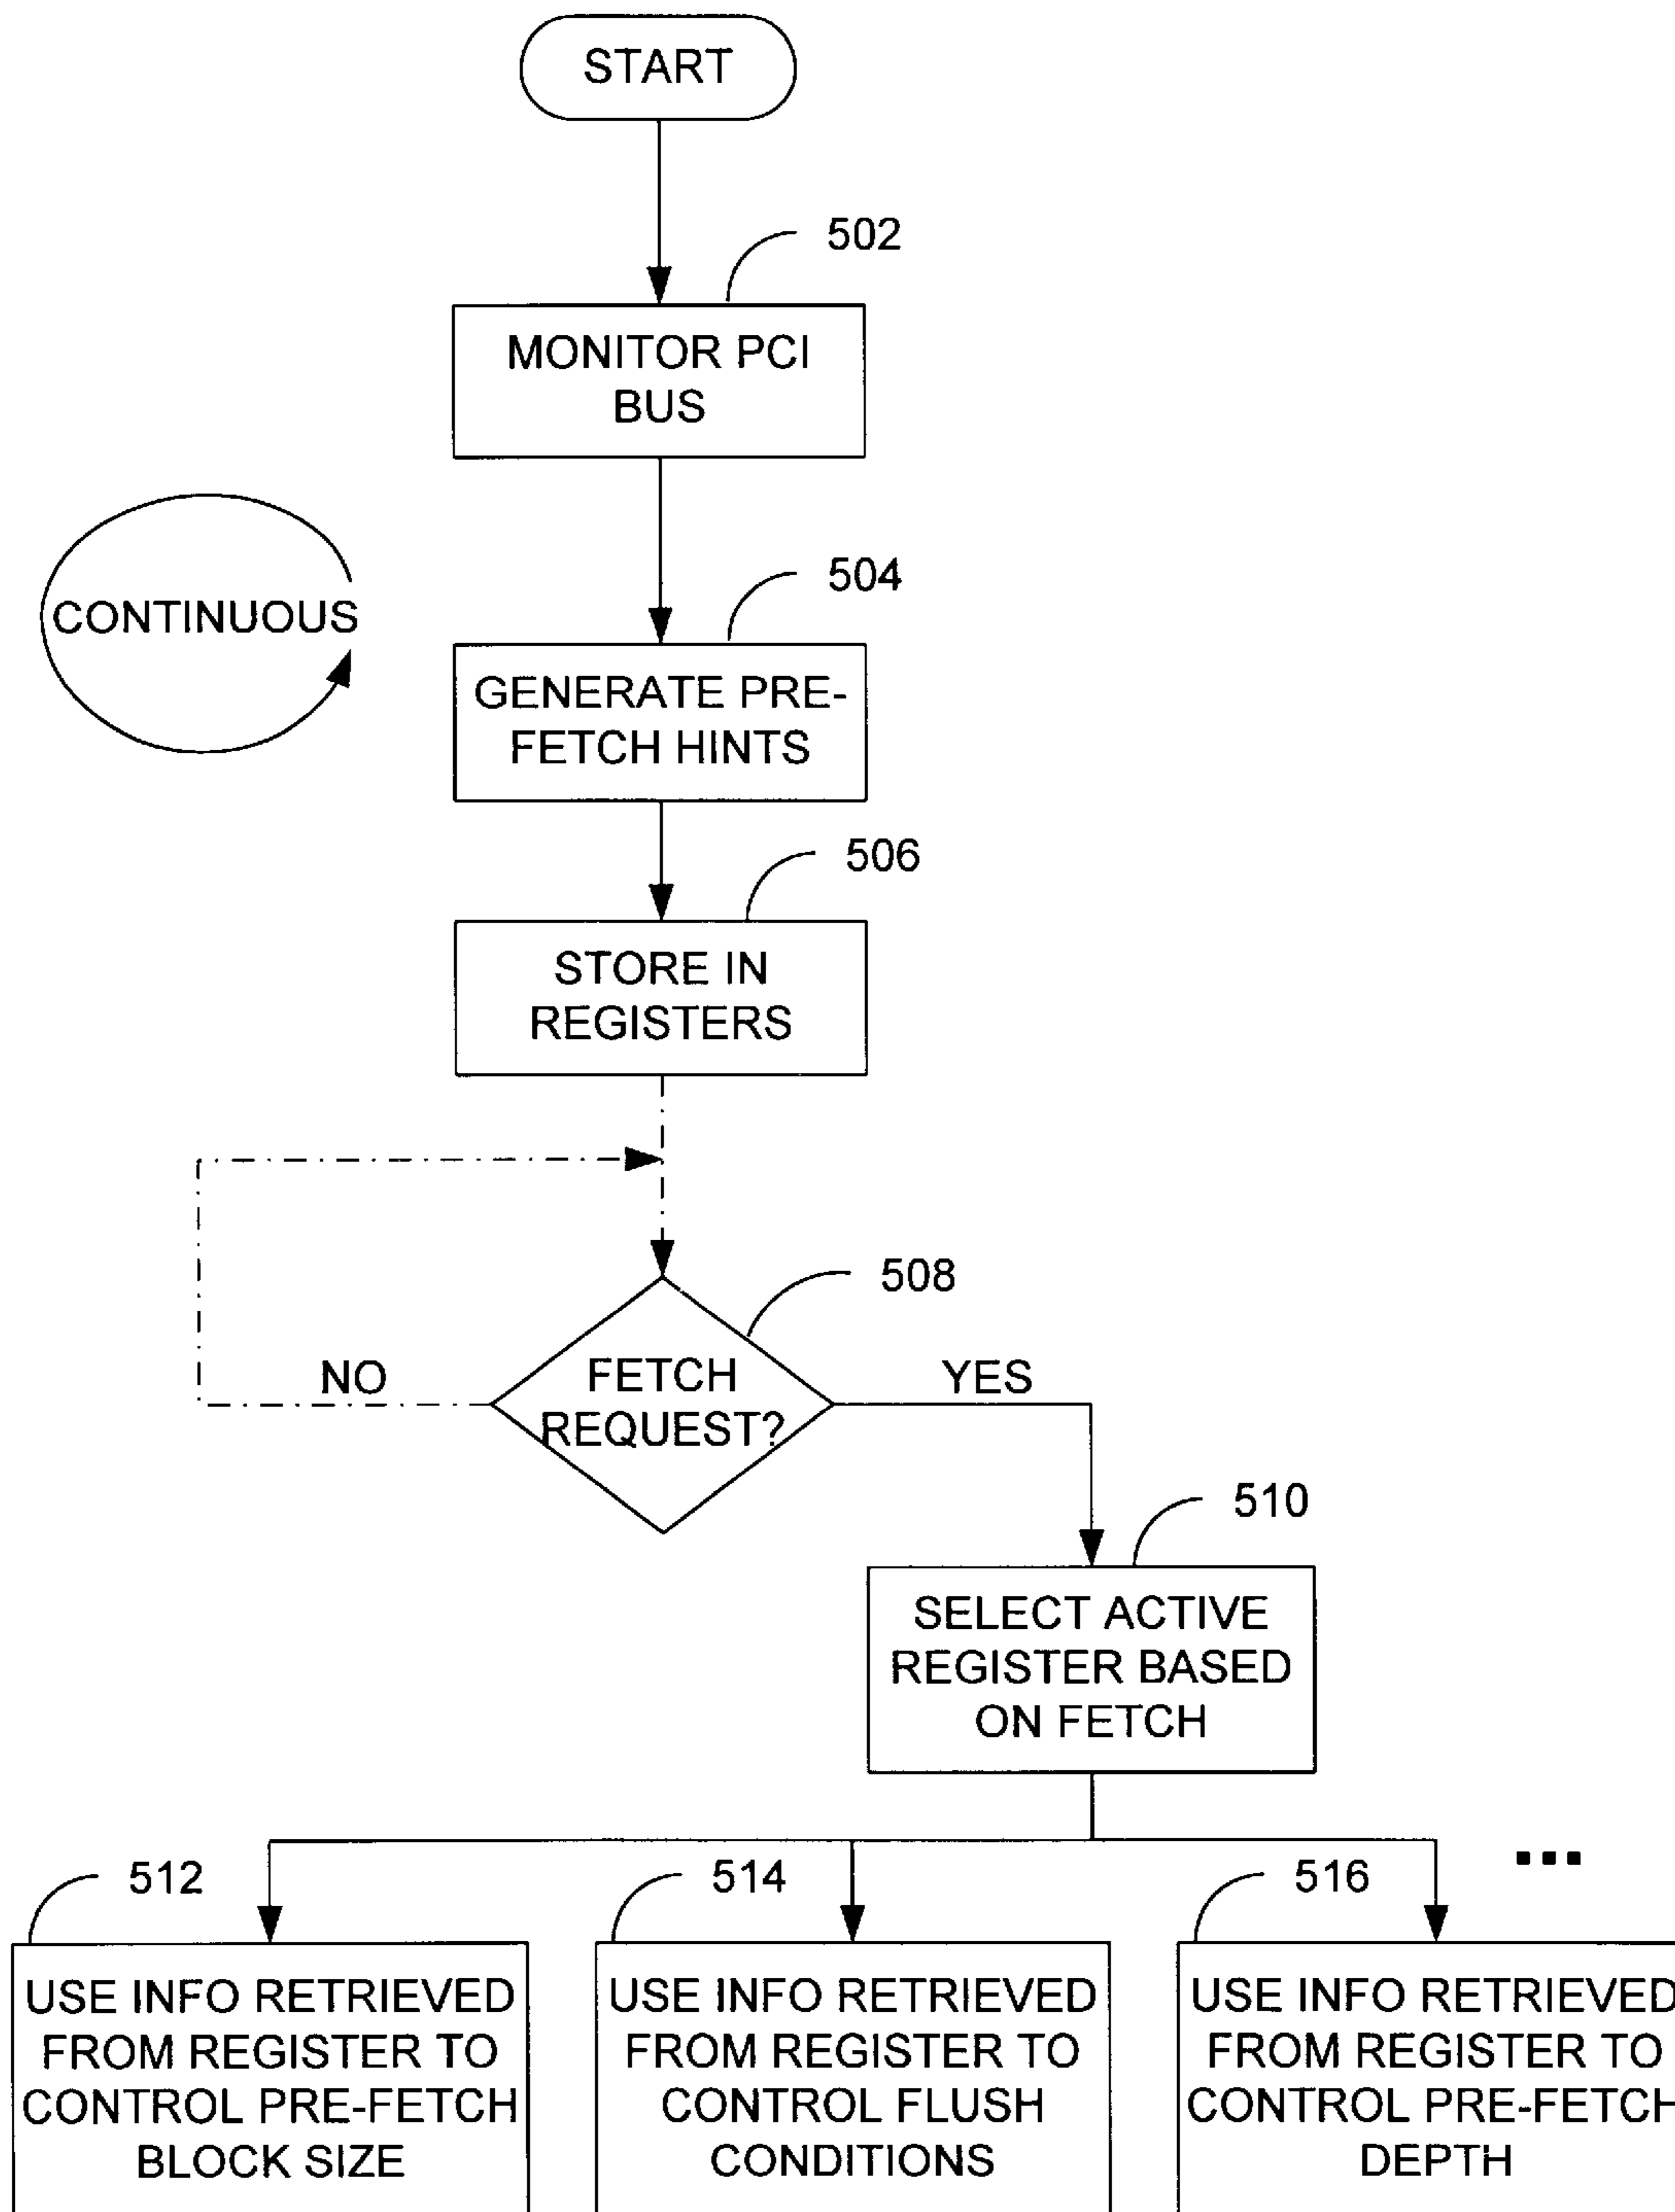 START
502
MONITOR PCI
BUS
CONTINUOUS
504
GENERATE PRE-
FETCH HINTS
506
STORE IN
REGISTERS
508
FETCH
REQUEST?
NO
YES
510
SELECT ACTIVE
REGISTER BASED
ON FETCH
...
512
USE INFO RETRIEVED
FROM REGISTER TO
CONTROL PRE-FETCH
BLOCK SIZE
514
USE INFO RETRIEVED
FROM REGISTER TO
CONTROL FLUSH
CONDITIONS
516
USE INFO RETRIEVED
FROM REGISTER TO
CONTROL PRE-FETCH
DEPTH